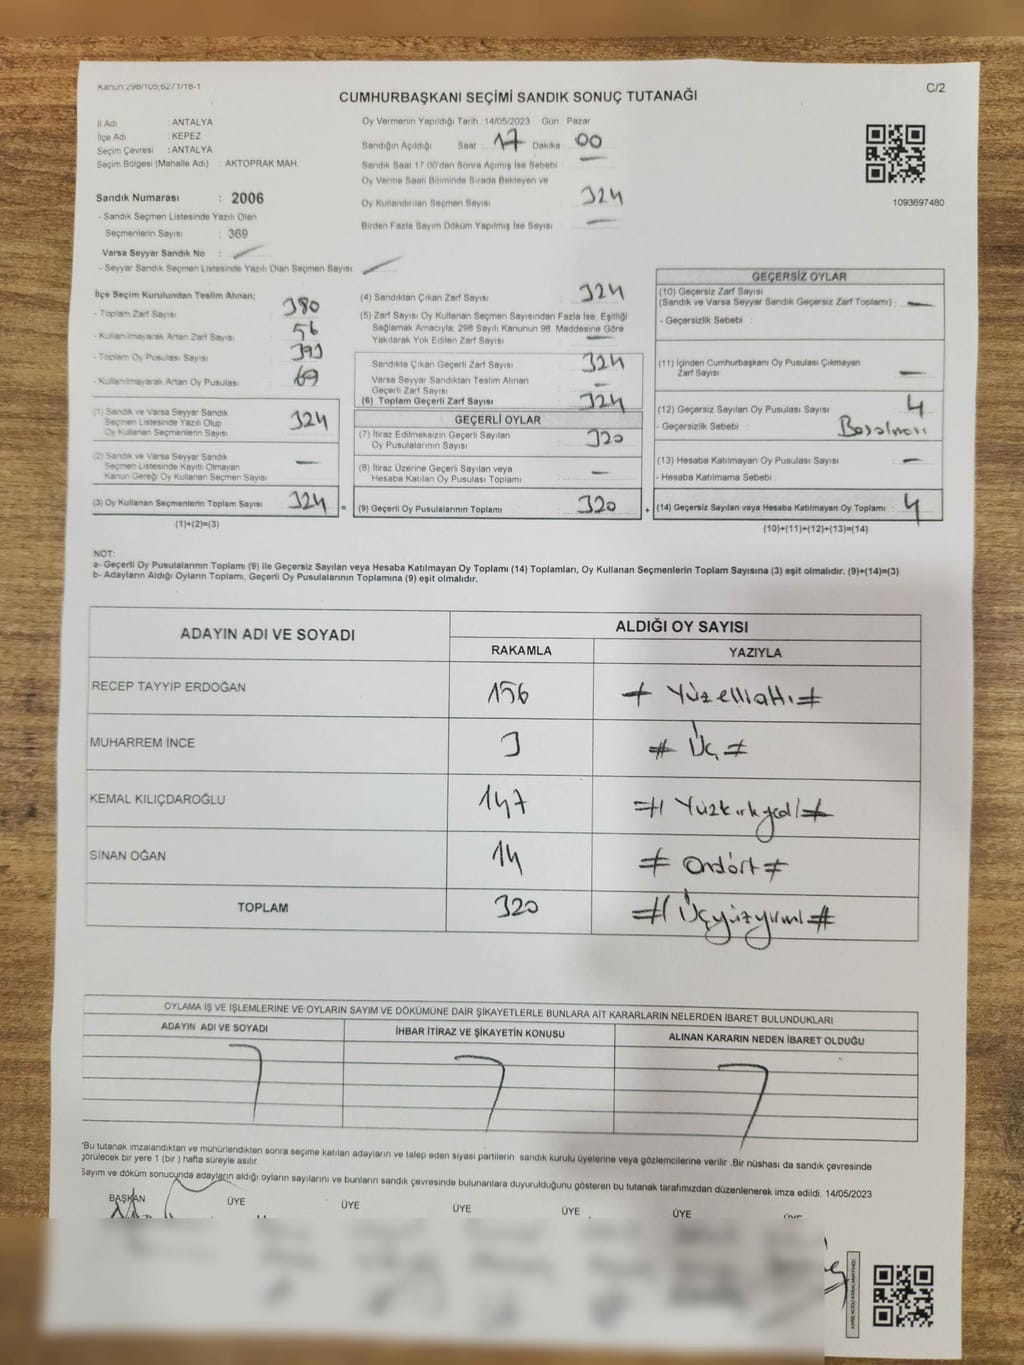 Kanun:298/105;6271/16-1
C/2
CUMHURBAŞKANI SEÇİMİ SANDIK SONUÇ TUTANAĞI
İl Adı : ANTALYA
İlçe Adı : KEPEZ
Seçim Çevresi : ANTALYA
Seçim Bölgesi (Mahalle Adı) : AKTOPRAK MAH.
Sandık Numarası : 2006
- Sandık Seçmen Listesinde Yazılı Olan
Seçmenlerin Sayısı : 369
Varsa Seyyar Sandık No :
- Seyyar Sandık Seçmen Listesinde Yazılı Olan Seçmen Sayısı
Oy Vermenin Yapıldığı Tarih :14/05/2023 Gün : Pazar
Sandığın Açıldığı Saat : 17 Dakika : 00
Sandık Saat 17.00'den Sonra Açımış İse Sebebi
Oy Verme Saati Bitiminde Sırada Bekleyen ve
Oy Kullandırılan Seçmen Sayısı 324
Birden Fazla Sayım Döküm Yapılmış İse Sayısı
1093697480
İlçe Seçim Kurulundan Teslim Alınan;
- Toplam Zarf Sayısı 380
- Kullanılmayarak Artan Zarf Sayısı 56
- Toplam Oy Pusulası Sayısı 393
- Kullanılmayarak Artan Oy Pusulası 69
(1) Sandık ve Varsa Seyyar Sandık
Seçmen Listesinde Yazılı Olup
Oy Kullanan Seçmenlerin Sayısı 324
(2) Sandık ve Varsa Seyyar Sandık
Seçmen Listesinde Kayıtlı Olmayan
Kanun Gereği Oy Kullanan Seçmen Sayısı
(3) Oy Kullanan Seçmenlerin Toplam Sayısı 324 =
(1)+(2)=(3)
(4) Sandıktan Çıkan Zarf Sayısı 324
(5) Zarf Sayısı Oy Kullanan Seçmen Sayısından Fazla İse, Eşitliği
Sağlamak Amacıyla, 298 Sayılı Kanunun 98. Maddesine Göre
Yakılarak Yok Edilen Zarf Sayısı
Sandıkta Çıkan Geçerli Zarf Sayısı 324
Varsa Seyyar Sandıktan Teslim Alınan
Geçerli Zarf Sayısı
(6) Toplam Geçerli Zarf Sayısı 324
GEÇERLİ OYLAR
(7) İtiraz Edilmeksizin Geçerli Sayılan
Oy Pusulalarının Sayısı 320
(8) İtiraz Üzerine Geçerli Sayılan veya
Hesaba Katılan Oy Pusulası Toplamı
(9) Geçerli Oy Pusulalarının Toplamı 320 +
GEÇERSİZ OYLAR
(10) Geçersiz Zarf Sayısı
(Sandık ve Varsa Seyyar Sandık Geçersiz Zarf Toplamı) :
- Geçersizlik Sebebi :
(11) İçinden Cumhurbaşkanı Oy Pusulası Çıkmayan
Zarf Sayısı
(12) Geçersiz Sayılan Oy Pusulası Sayısı 4
- Geçersizlik Sebebi :
(13) Hesaba Katılmayan Oy Pusulası Sayısı
- Hesaba Katılmama Sebebi :
(14) Geçersiz Sayılan veya Hesaba Katılmayan Oy Toplamı : 4
(10)+(11)+(12)+(13)=(14)
NOT:
a- Geçerli Oy Pusulalarının Toplamı (9) ile Geçersiz Sayılan veya Hesaba Katılmayan Oy Toplamı (14) Toplamları, Oy Kullanan Seçmenlerin Toplam Sayısına (3) eşit olmalıdır. (9)+(14)=(3)
b- Adayların Aldığı Oyların Toplamı, Geçerli Oy Pusulalarının Toplamına (9) eşit olmalıdır.
ADAYIN ADI VE SOYADI
ALDIĞI OY SAYISI
RAKAMLA YAZIYLA
RECEP TAYYİP ERDOĞAN 156 # Yüzellialtı #
MUHARREM İNCE 3 # Üç #
KEMAL KILIÇDAROĞLU 147 # Yüzkırkyedi #
SİNAN OĞAN 14 # Ondört #
TOPLAM 320 # Üçyüzyirmi #
OYLAMA İŞ VE İŞLEMLERİNE VE OYLARIN SAYIM VE DÖKÜMÜNE DAİR ŞİKAYETLERLE BUNLARA AİT KARARLARIN NELERDEN İBARET BULUNDUKLARI
ADAYIN ADI VE SOYADI
İHBAR İTİRAZ VE ŞİKAYETİN KONUSU
ALINAN KARARIN NEDEN İBARET OLDUĞU
*Bu tutanak imzalandıktan ve mühürlendikten sonra seçime katılan adayların ve talep eden siyasi partilerin sandık kurulu üyelerine veya gözlemcilerine verilir .Bir nüshası da sandık çevresinde
görülecek bir yere 1 (bir ) hafta süreyle asılır.
Sayım ve döküm sonucunda adayların aldığı oyların sayılarını ve bunların sandık çevresinde bulunanlara duyurulduğunu gösteren bu tutanak tarafımızdan düzenlenerek imza edildi. 14/05/2023
BAŞKAN ÜYE ÜYE ÜYE ÜYE ÜYE ÜYE